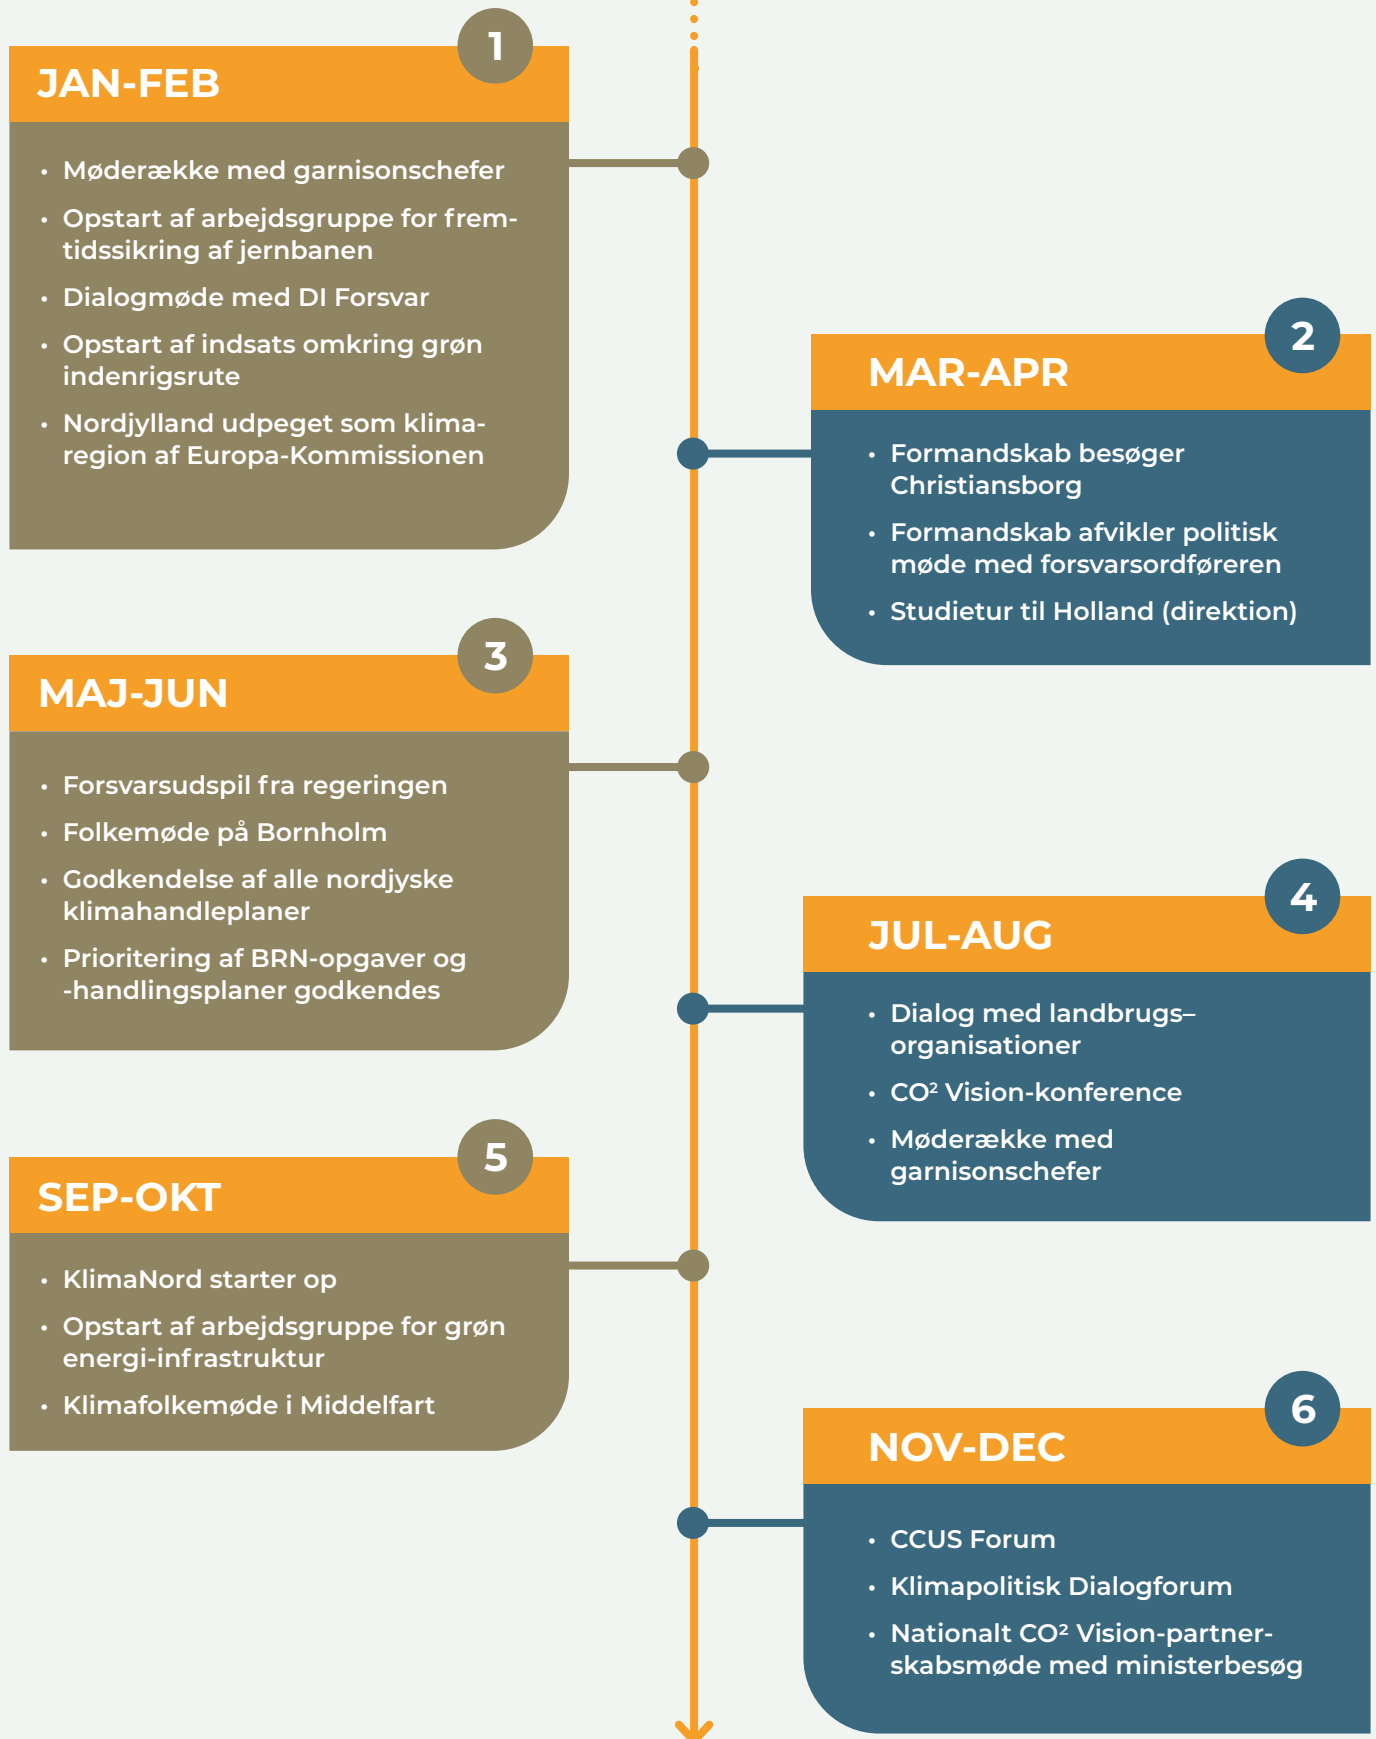 1
JAN-FEB
• Møderække med garnisonschefer
• Opstart af arbejdsgruppe for frem-
tidssikring af jernbanen
• Dialogmøde med DI Forsvar
• Opstart af indsats omkring grøn
indenrigsrute
• Nordjylland udpeget som klima-
region af Europa-Kommissionen
2
MAR-APR
• Formandskab besøger
Christiansborg
• Formandskab afvikler politisk
møde med forsvarsordføreren
• Studietur til Holland (direktion)
3
MAJ-JUN
• Forsvarsudspil fra regeringen
• Folkemøde på Bornholm
• Godkendelse af alle nordjyske
klimahandleplaner
• Prioritering af BRN-opgaver og
-handlingsplaner godkendes
4
JUL-AUG
• Dialog med landbrugs–
organisationer
• CO² Vision-konference
• Møderække med
garnisonschefer
5
SEP-OKT
• KlimaNord starter op
• Opstart af arbejdsgruppe for grøn
energi-infrastruktur
• Klimafolkemøde i Middelfart
6
NOV-DEC
• CCUS Forum
• Klimapolitisk Dialogforum
• Nationalt CO² Vision-partner-
skabsmøde med ministerbesøg